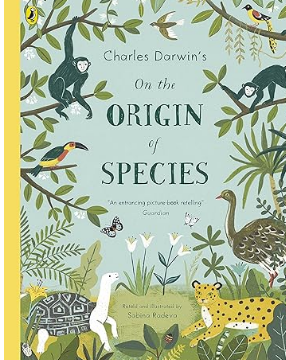 Charles Darwin's
On the
ORIGIN
of
SPECIES
"An entrancing picture-book retelling"
Guardian
Retold and illustrated by
Sabina Radeva